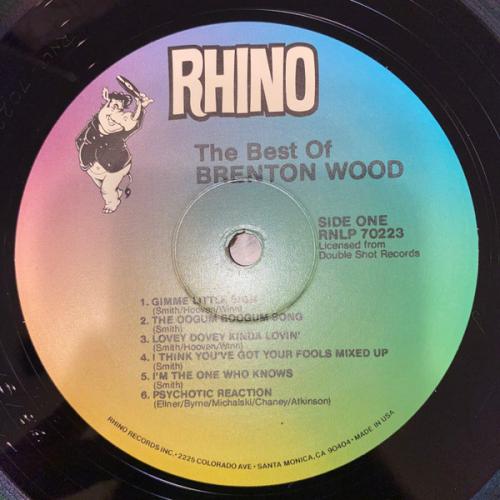 RHINO
The Best Of
BRENTON WOOD
SIDE ONE
RNLP 70223
Licensed from
Double Shot Records
1. GIMME LITTLE SIGN
(Smith/Hooven/Winn)
2. THE OOGUM BOOGUM SONG
(Smith)
3. LOVEY DOVEY KINDA LOVIN'
(Smith/Hooven/Winn)
4. I THINK YOU'VE GOT YOUR FOOLS MIXED UP
(Smith)
5. I'M THE ONE WHO KNOWS
(Smith)
6. PSYCHOTIC REACTION
(Ellner/Byrne/Michalski/Chaney/Atkinson)
RHINO RECORDS INC. • 2225 COLORADO AVE • SANTA MONICA, CA 90404 • MADE IN USA